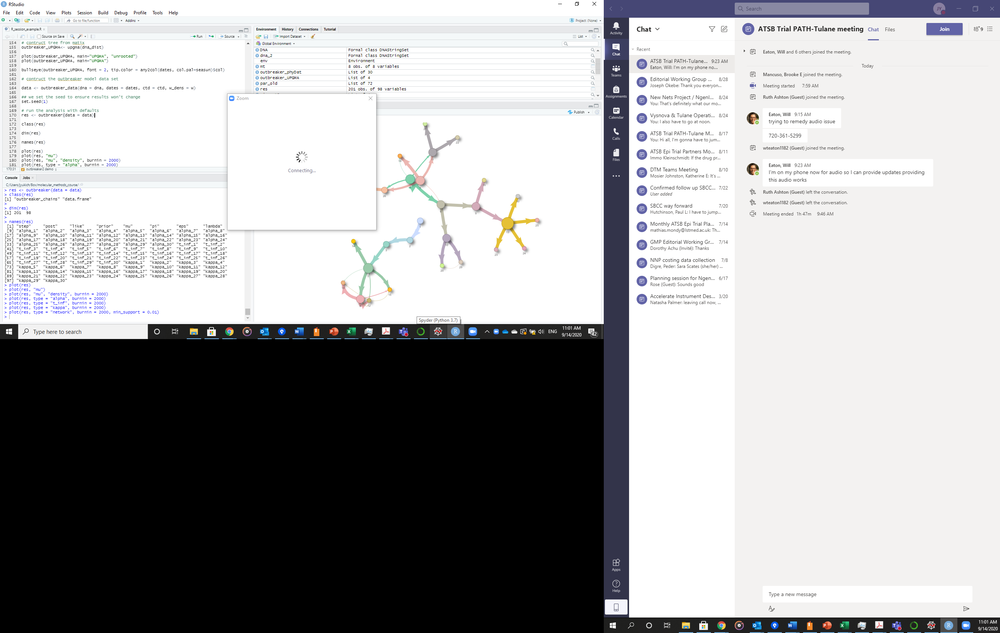 RStudio
File Edit Code View Plots Session Build Debug Profile Tools Help
Go to file/function Addins Project: (None)
R_session_example.R
Source on Save Run Source
154 # contruct tree from matix
155 outbreaker_UPGMA<- upgma(dna_dist)
156
157 plot(outbreaker_UPGMA, main="UPGMA", "unrooted")
158 plot(outbreaker_UPGMA, main="UPGMA")
159
160 bullseye(outbreaker_UPGMA, font = 2, tip.color = any2col(dates, col.pal=seasun)$col)
161
162 # contruct the outbreaker model data set
163
164 data <- outbreaker_data(dna = dna, dates = dates, ctd = ctd, w_dens = w)
165
166 ## we set the seed to ensure results won't change
167 set.seed(1)
168
169 # run the analysis with defaults
170 res <- outbreaker(data = data)
171
172 class(res)
173
174 dim(res)
175
176 names(res)
177
178 plot(res)
179 plot(res, "mu")
180 plot(res, "mu", "density", burnin = 2000)
181 plot(res, type = "alpha", burnin = 2000)
170:31 outbreaker2 demo
Console Jobs
C:/Users/jyukich/Box/molecular_methods_course/
> res <- outbreaker(data = data)
> class(res)
[1] "outbreaker_chains" "data.frame"
>
> dim(res)
[1] 201 98
>
> names(res)
[1] "step" "post" "like" "prior" "mu" "pi" "eps" "lambda"
[9] "alpha_1" "alpha_2" "alpha_3" "alpha_4" "alpha_5" "alpha_6" "alpha_7" "alpha_8"
[17] "alpha_9" "alpha_10" "alpha_11" "alpha_12" "alpha_13" "alpha_14" "alpha_15" "alpha_16"
[25] "alpha_17" "alpha_18" "alpha_19" "alpha_20" "alpha_21" "alpha_22" "alpha_23" "alpha_24"
[33] "alpha_25" "alpha_26" "alpha_27" "alpha_28" "alpha_29" "alpha_30" "t_inf_1" "t_inf_2"
[41] "t_inf_3" "t_inf_4" "t_inf_5" "t_inf_6" "t_inf_7" "t_inf_8" "t_inf_9" "t_inf_10"
[49] "t_inf_11" "t_inf_12" "t_inf_13" "t_inf_14" "t_inf_15" "t_inf_16" "t_inf_17" "t_inf_18"
[57] "t_inf_19" "t_inf_20" "t_inf_21" "t_inf_22" "t_inf_23" "t_inf_24" "t_inf_25" "t_inf_26"
[65] "t_inf_27" "t_inf_28" "t_inf_29" "t_inf_30" "kappa_1" "kappa_2" "kappa_3" "kappa_4"
[73] "kappa_5" "kappa_6" "kappa_7" "kappa_8" "kappa_9" "kappa_10" "kappa_11" "kappa_12"
[81] "kappa_13" "kappa_14" "kappa_15" "kappa_16" "kappa_17" "kappa_18" "kappa_19" "kappa_20"
[89] "kappa_21" "kappa_22" "kappa_23" "kappa_24" "kappa_25" "kappa_26" "kappa_27" "kappa_28"
[97] "kappa_29" "kappa_30"
> plot(res)
> plot(res, "mu")
> plot(res, "mu", "density", burnin = 2000)
> plot(res, type = "alpha", burnin = 2000)
> plot(res, type = "t_inf", burnin = 2000)
> plot(res, type = "kappa", burnin = 2000)
> plot(res, type = "network", burnin = 2000, min_support = 0.01)
>
Environment History Connections Tutorial
Import Dataset List
Global Environment
DNA Formal class DNAStringSet
dna_2 Formal class DNAStringSet
env Environment
mt 8 obs. of 8 variables
outbreaker_phyDat List of 30
outbreaker_UPGMA List of 4
par_old List of 72
res 201 obs. of 98 variables
Publish
Zoom
Connecting...
22
16
11
26
19
9
30
25
13
23
24
10
20
29
1
2
3
5
15
12
Spyder (Python 3.7)
Type here to search
ENG
11:01 AM
9/14/2020
42
Search
JY
Activity
Chat
Teams
Assignments
Calendar
Calls
Files
Apps
Help
Chat
Recent
ATSB Trial PATH-Tulane... 9:23 AM
Eaton, Will: I'm on my phone no...
Editorial Working Group ... 8/28
Joseph Okebe: Thank you everyon...
New Nets Project / NgenI... 8/24
You: That's definitely what our mo...
Vysnova & Tulane Operati... 8/24
You: I also have to go at noon.
ATSB Trial PATH-Tulane M... 8/17
You: Hi all, I'm gonna have to jum...
ATSB Epi Trial Partners Mo... 8/11
Immo Kleinschmidt: If the drug pr...
DTM Teams Meeting 8/10
Mosier Johnston, Katherine E: It's ...
Confirmed follow up SBCC... 7/22
User added
SBCC way forward 7/20
Hutchinson, Paul L: I have to jump...
Monthly ATSB Epi Trial Pla... 7/14
mathias.mondy@lstmed.ac.uk: Th...
GMP Editorial Working Gr... 7/14
Dorothy Achu (Invité): Thanks
NNP costing data collection 7/8
Digre, Peder: Sara Scates (she/her) ...
Planning session for Ngen... 6/17
Rose (Guest): Sounds good
Accelerate Instrument Des... 3/20
Natasha Palmer: leaving call now, ...
ATSB Trial PATH-Tulane meeting Chat Files Join 9
Eaton, Will and 6 others joined the meeting.
Today
Mancuso, Brooke E joined the meeting.
Meeting started 7:59 AM
Ruth Ashton (Guest) joined the meeting.
Eaton, Will 9:15 AM
trying to remedy audio issue
720-361-5299
wteaton1182 (Guest) joined the meeting.
Eaton, Will 9:23 AM
I'm on my phone now for audio so I can provide updates providing
this audio works
Ruth Ashton (Guest) left the conversation.
wteaton1182 (Guest) left the conversation.
Meeting ended 1h 47m 9:46 AM
Type a new message
11:01 AM
9/14/2020